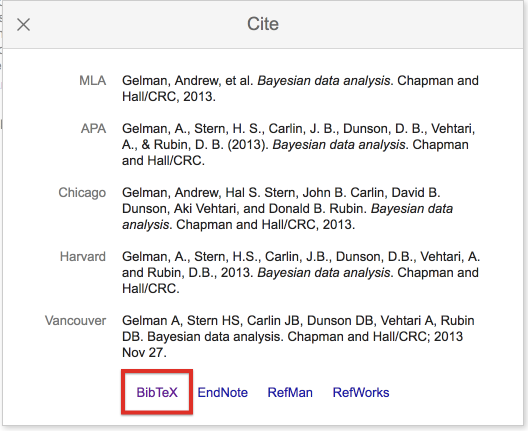 Cite
MLA Gelman, Andrew, et al. Bayesian data analysis. Chapman and
Hall/CRC, 2013.
APA Gelman, A., Stern, H. S., Carlin, J. B., Dunson, D. B., Vehtari,
A., & Rubin, D. B. (2013). Bayesian data analysis. Chapman
and Hall/CRC.
Chicago Gelman, Andrew, Hal S. Stern, John B. Carlin, David B.
Dunson, Aki Vehtari, and Donald B. Rubin. Bayesian data
analysis. Chapman and Hall/CRC, 2013.
Harvard Gelman, A., Stern, H.S., Carlin, J.B., Dunson, D.B., Vehtari, A.
and Rubin, D.B., 2013. Bayesian data analysis. Chapman and
Hall/CRC.
Vancouver Gelman A, Stern HS, Carlin JB, Dunson DB, Vehtari A, Rubin
DB. Bayesian data analysis. Chapman and Hall/CRC; 2013
Nov 27.
BibTeX EndNote RefMan RefWorks